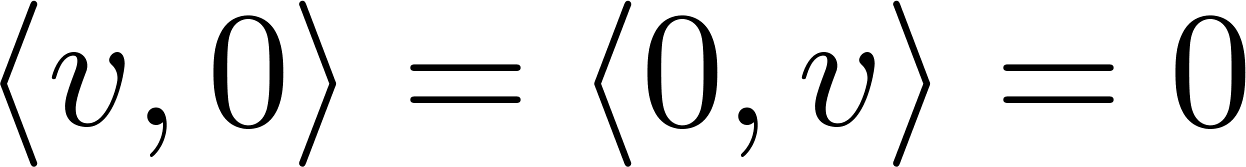 ⟨v, 0⟩ = ⟨0, v⟩ = 0